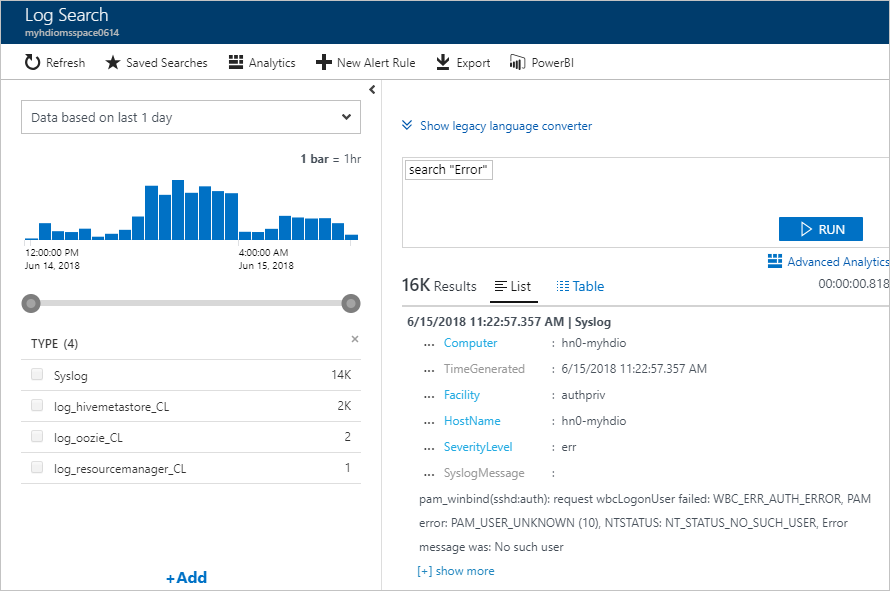 Log Search
myhdiomsspace0614
Refresh
Saved Searches
Analytics
New Alert Rule
Export
PowerBI
Data based on last 1 day
1 bar = 1hr
12:00:00 PM
Jun 14, 2018
4:00:00 AM
Jun 15, 2018
TYPE (4)
Syslog 14K
log_hivemetastore_CL 2K
log_oozie_CL 2
log_resourcemanager_CL 1
+Add
Show legacy language converter
search "Error"
RUN
Advanced Analytics
16K Results
List
Table
00:00:00.818
6/15/2018 11:22:57.357 AM | Syslog
... Computer : hn0-myhdio
... TimeGenerated : 6/15/2018 11:22:57.357 AM
... Facility : authpriv
... HostName : hn0-myhdio
... SeverityLevel : err
... SyslogMessage :
pam_winbind(sshd:auth): request wbcLogonUser failed: WBC_ERR_AUTH_ERROR, PAM
error: PAM_USER_UNKNOWN (10), NTSTATUS: NT_STATUS_NO_SUCH_USER, Error
message was: No such user
[+] show more